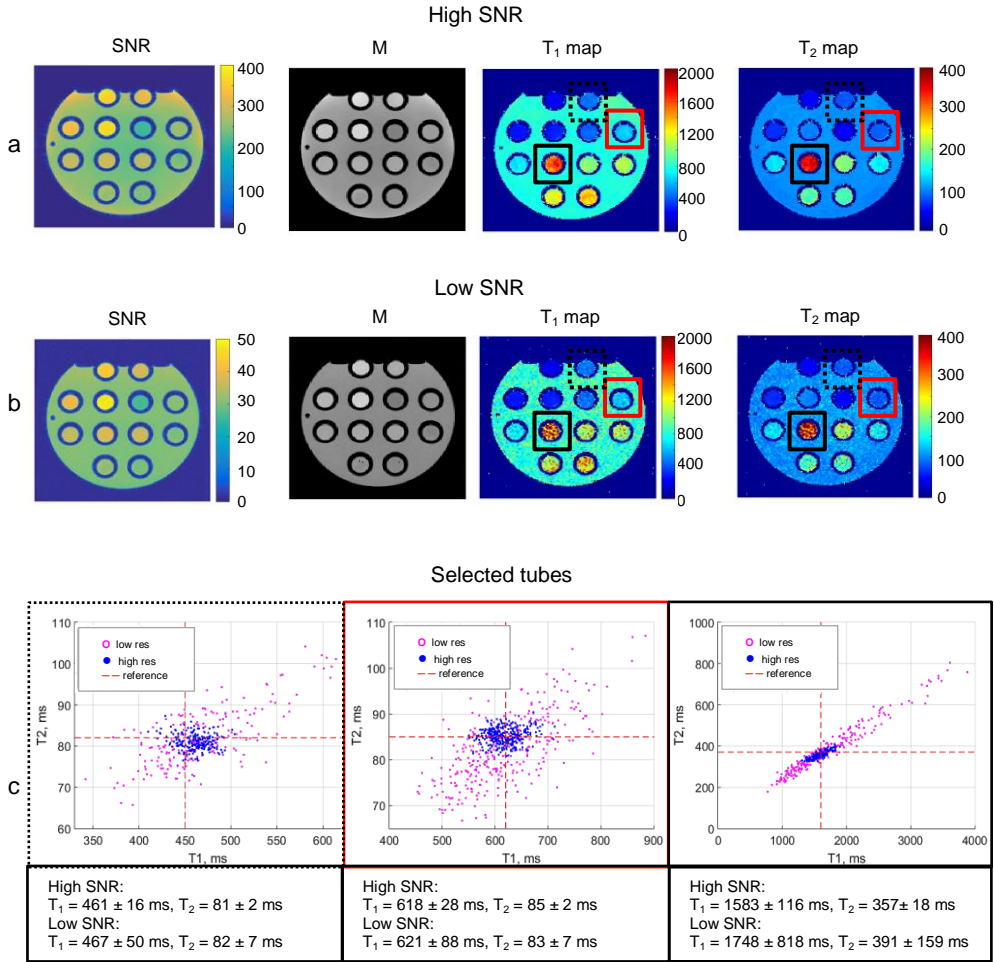 High SNR
SNR
M
T1 map
T2 map
a
400
300
200
100
0
2000
1600
1200
800
400
0
400
300
200
100
0
Low SNR
SNR
M
T1 map
T2 map
b
50
40
30
20
10
0
2000
1600
1200
800
400
0
400
300
200
100
0
Selected tubes
c
110
100
90
80
70
60
T2, ms
low res
high res
reference
350 400 450 500 550 600
T1, ms
110
100
90
80
70
T2, ms
low res
high res
reference
400 500 600 700 800 900
T1, ms
1000
800
600
400
200
0
T2, ms
low res
high res
reference
0 1000 2000 3000 4000
T1, ms
High SNR:
T1 = 461 ± 16 ms, T2 = 81 ± 2 ms
Low SNR:
T1 = 467 ± 50 ms, T2 = 82 ± 7 ms
High SNR:
T1 = 618 ± 28 ms, T2 = 85 ± 2 ms
Low SNR:
T1 = 621 ± 88 ms, T2 = 83 ± 7 ms
High SNR:
T1 = 1583 ± 116 ms, T2 = 357± 18 ms
Low SNR:
T1 = 1748 ± 818 ms, T2 = 391 ± 159 ms